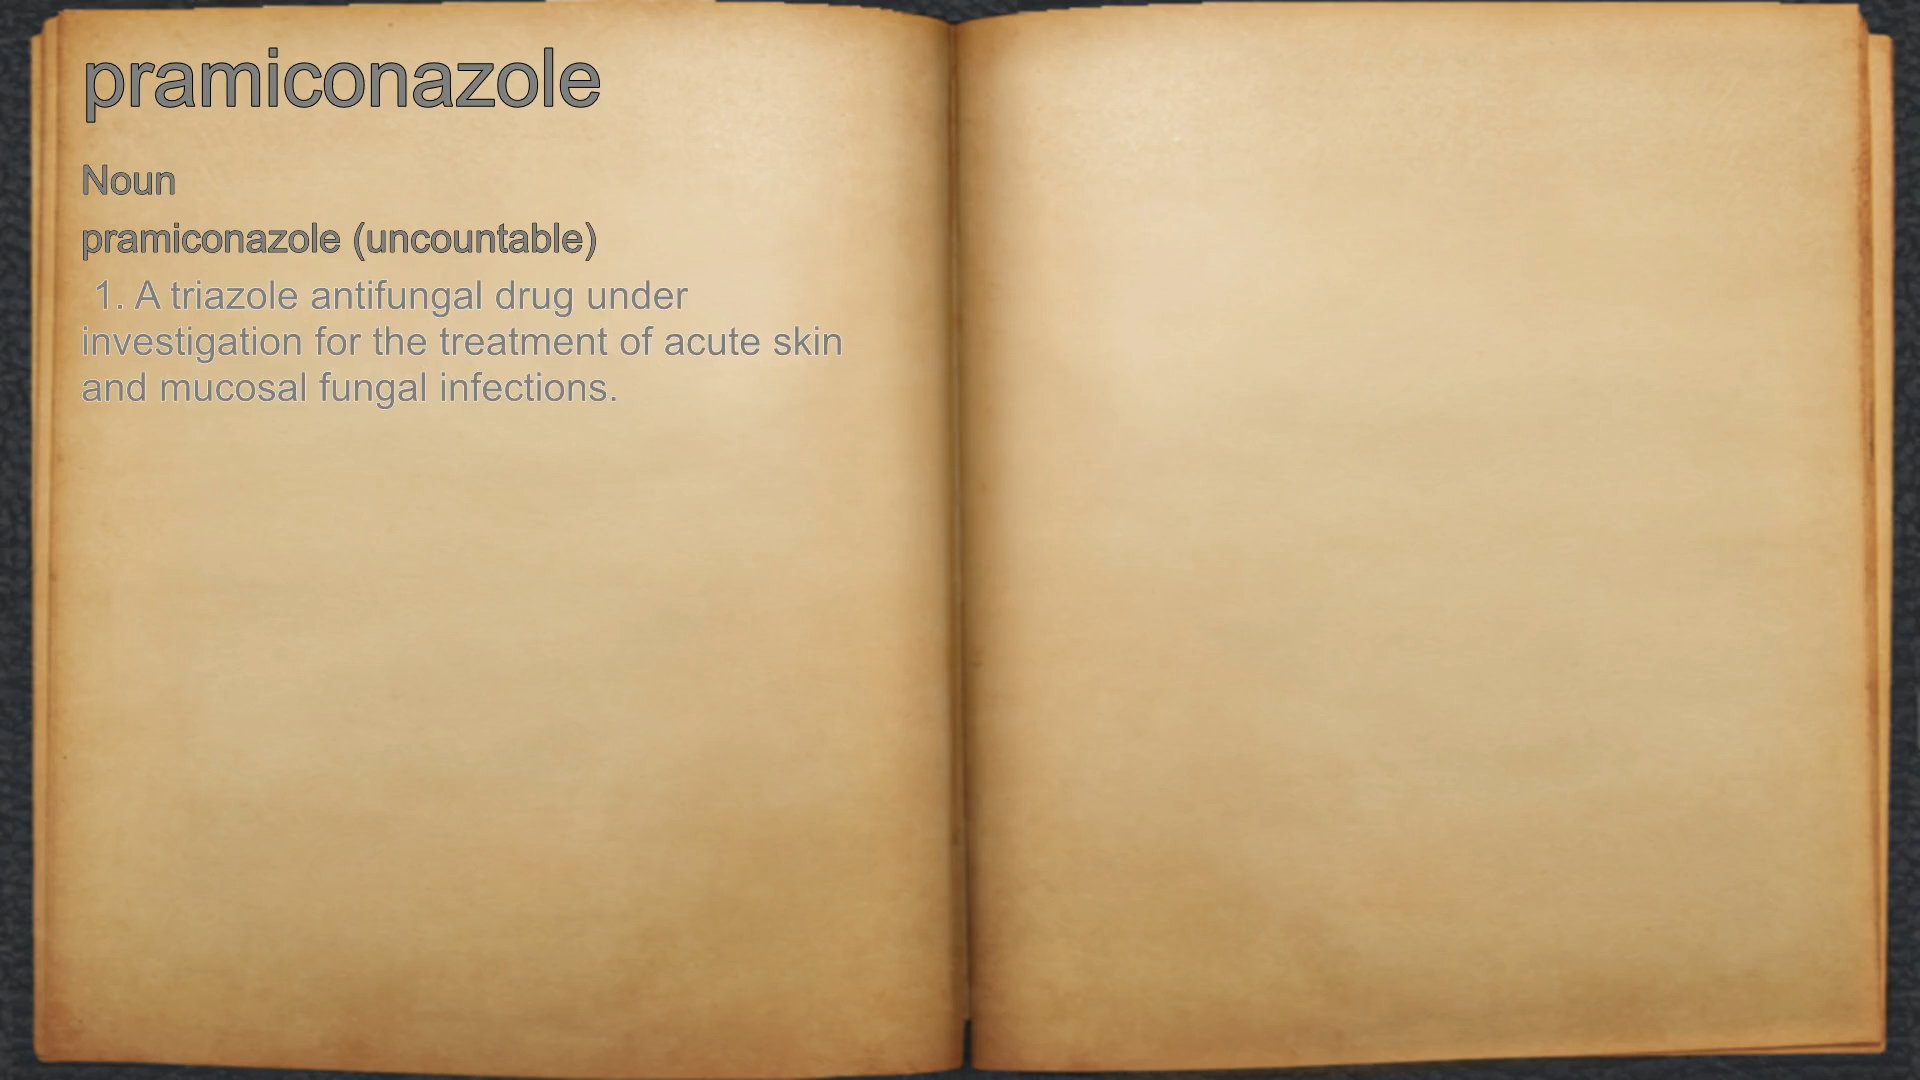 pramiconazole
Noun
pramiconazole (uncountable)
1. A triazole antifungal drug under
investigation for the treatment of acute skin
and mucosal fungal infections.